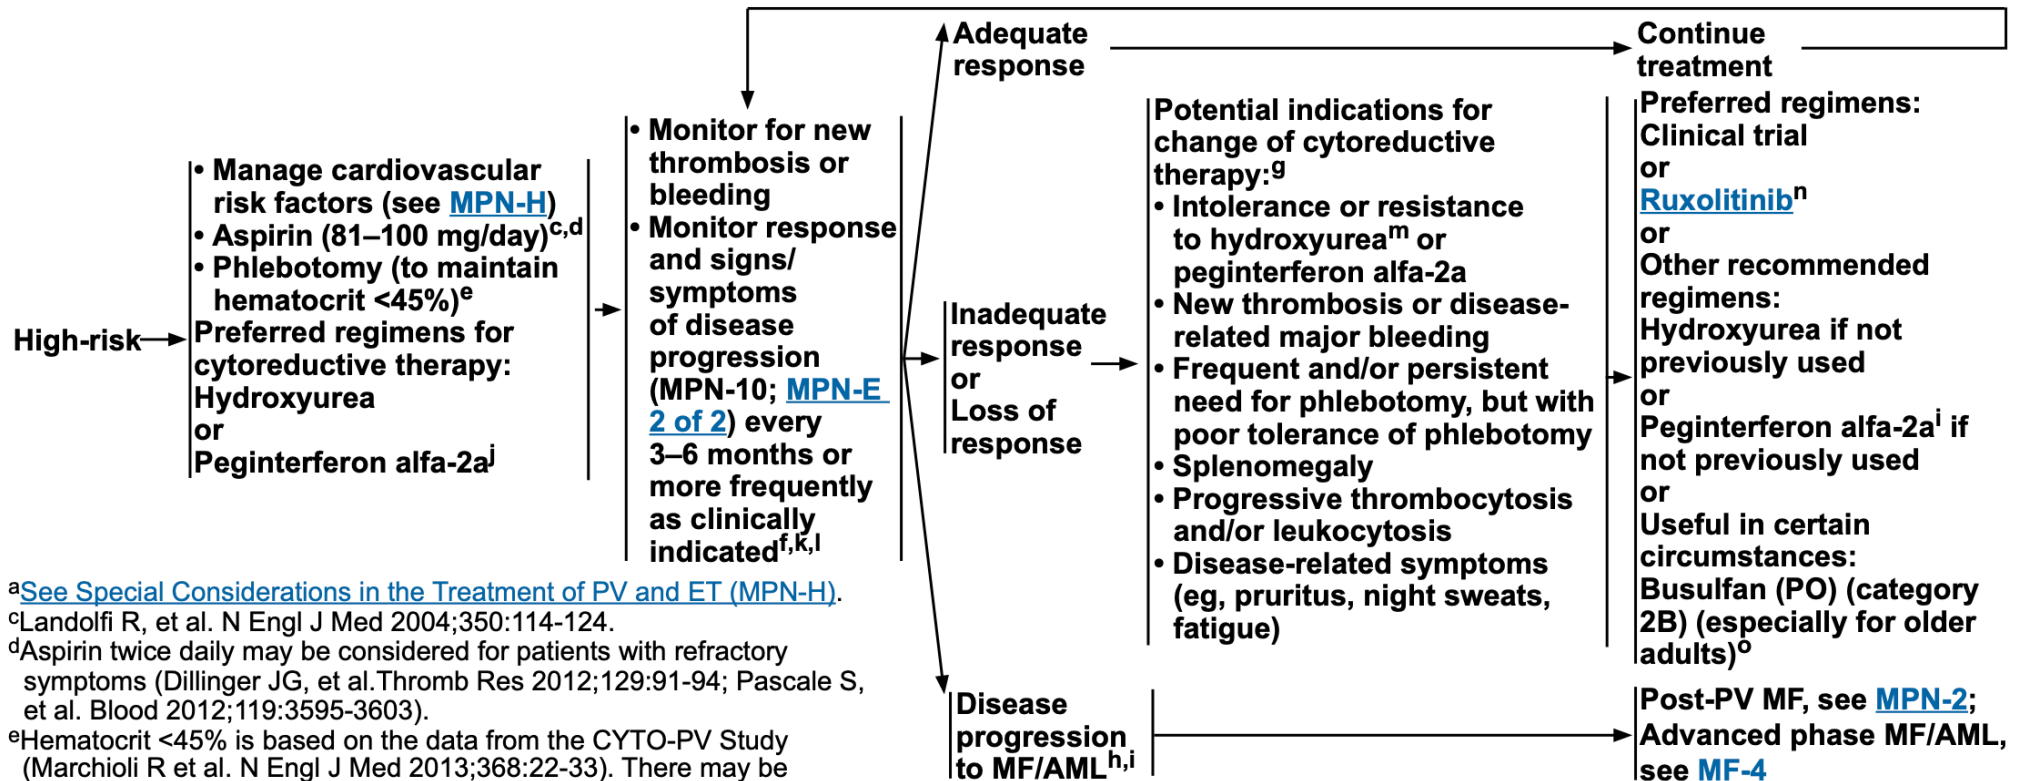 High-risk
• Manage cardiovascular
risk factors (see MPN-H)
• Aspirin (81–100 mg/day)c,d
• Phlebotomy (to maintain
hematocrit <45%)e
Preferred regimens for
cytoreductive therapy:
Hydroxyurea
or
Peginterferon alfa-2aj
• Monitor for new
thrombosis or
bleeding
• Monitor response
and signs/
symptoms
of disease
progression
(MPN-10; MPN-E
2 of 2) every
3–6 months or
more frequently
as clinically
indicatedf,k,l
Adequate
response
Continue
treatment
Inadequate
response
or
Loss of
response
Potential indications for
change of cytoreductive
therapy:g
• Intolerance or resistance
to hydroxyuream or
peginterferon alfa-2a
• New thrombosis or disease-
related major bleeding
• Frequent and/or persistent
need for phlebotomy, but with
poor tolerance of phlebotomy
• Splenomegaly
• Progressive thrombocytosis
and/or leukocytosis
• Disease-related symptoms
(eg, pruritus, night sweats,
fatigue)
Preferred regimens:
Clinical trial
or
Ruxolitinibn
or
Other recommended
regimens:
Hydroxyurea if not
previously used
or
Peginterferon alfa-2ai if
not previously used
or
Useful in certain
circumstances:
Busulfan (PO) (category
2B) (especially for older
adults)o
Disease
progression
to MF/AMLh,i
Post-PV MF, see MPN-2;
Advanced phase MF/AML,
see MF-4
aSee Special Considerations in the Treatment of PV and ET (MPN-H).
cLandolfi R, et al. N Engl J Med 2004;350:114-124.
dAspirin twice daily may be considered for patients with refractory
symptoms (Dillinger JG, et al.Thromb Res 2012;129:91-94; Pascale S,
et al. Blood 2012;119:3595-3603).
eHematocrit <45% is based on the data from the CYTO-PV Study
(Marchioli R et al. N Engl J Med 2013;368:22-33). There may be